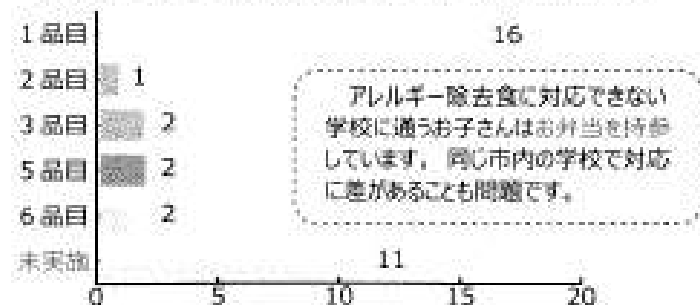 1品目 16
2品目 1
3品目 2
5品目 2
6品目 2
未実施 11
0 5 10 15 20
アレルギー除去食に対応できない
学校に通うお子さんはお弁当を持参
しています。同じ市内の学校で対応
に差があることも問題です。